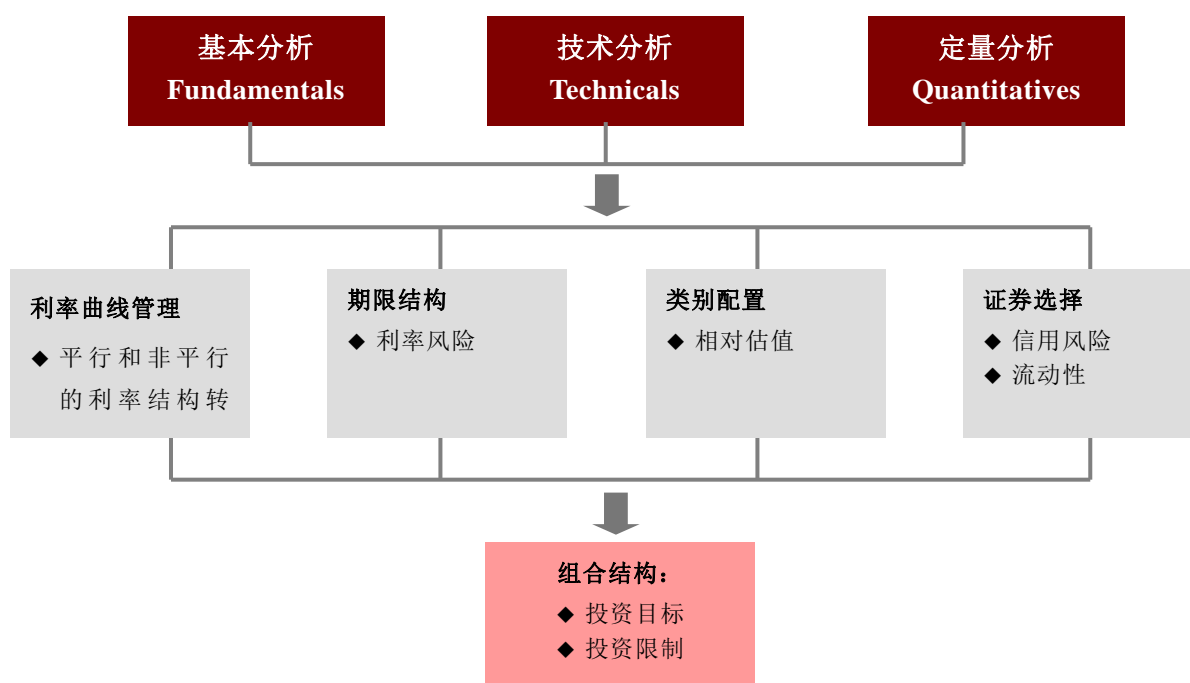 基本分析
Fundamentals
技术分析
Technicals
定量分析
Quantitatives
利率曲线管理
◆ 平行和非平行
的利率结构转
期限结构
◆ 利率风险
类别配置
◆ 相对估值
证券选择
◆ 信用风险
◆ 流动性
组合结构：
◆ 投资目标
◆ 投资限制